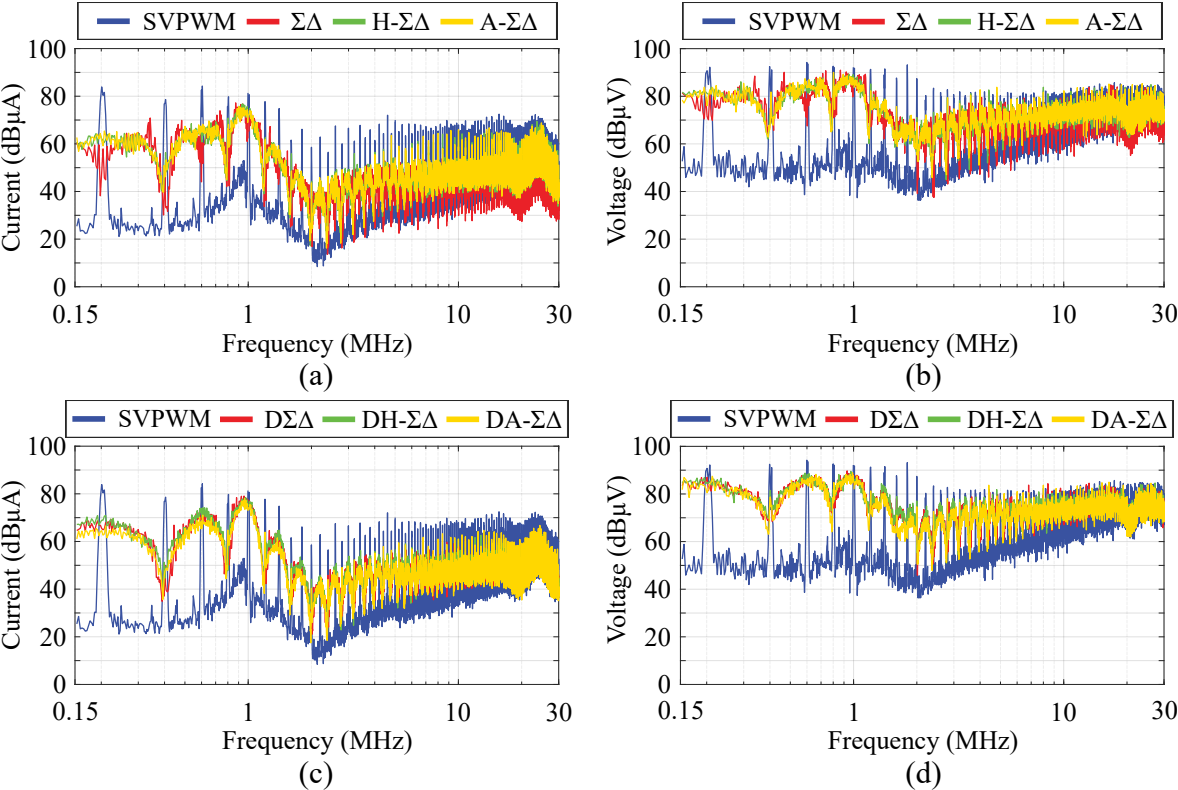 SVPWM ΣΔ H-ΣΔ A-ΣΔ
100
80
60
40
20
0
Current (dBµA)
0.15 1 10 30
Frequency (MHz)
(a)
SVPWM ΣΔ H-ΣΔ A-ΣΔ
100
80
60
40
20
0
Voltage (dBµV)
0.15 1 10 30
Frequency (MHz)
(b)
SVPWM DΣΔ DH-ΣΔ DA-ΣΔ
100
80
60
40
20
0
Current (dBµA)
0.15 1 10 30
Frequency (MHz)
(c)
SVPWM DΣΔ DH-ΣΔ DA-ΣΔ
100
80
60
40
20
0
Voltage (dBµV)
0.15 1 10 30
Frequency (MHz)
(d)